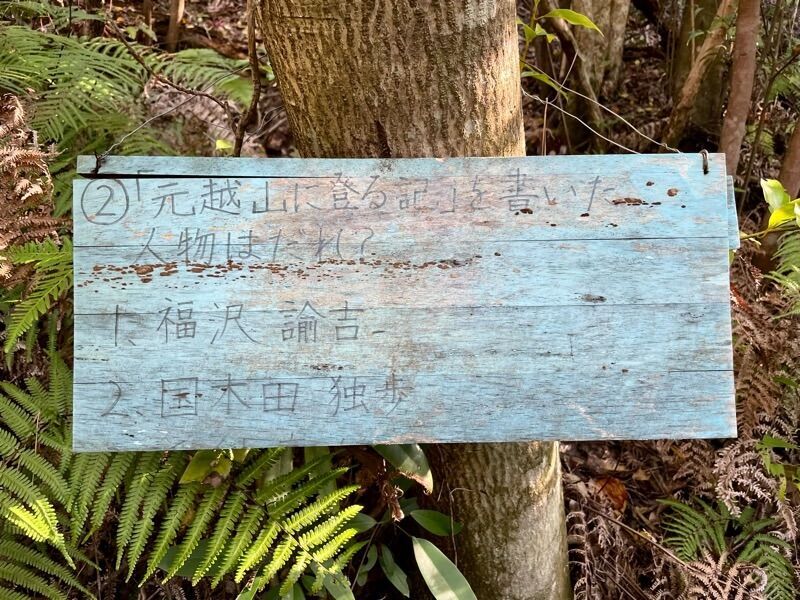 ②「元越山に登る記」を書いた
人物はだれ?
1、福沢 諭吉
2、国木田 独歩